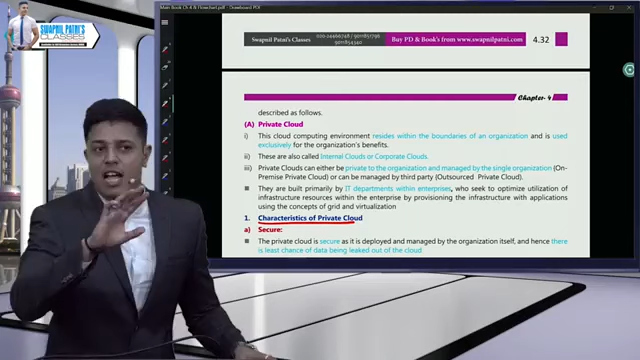 Main Book Ch 4 & Flowchart.pdf - Drawboard PDF
SWAPNIL PATNI'S
CLASSES
Swapnil Patni's Classes
Buy PD & Book's from www.swapnilpatni.com
4.32
Chapter- 4
described as follows.
(A) Private Cloud
i) This cloud computing environment resides within the boundaries of an organization and is used
exclusively for the organization's benefits.
ii) These are also called Internal Clouds or Corporate Clouds.
iii) Private Clouds can either be private to the organization and managed by the single organization (On-
Premise Private Cloud) or can be managed by third party (Outsourced Private Cloud).
■ They are built primarily by IT departments within enterprises, who seek to optimize utilization of
infrastructure resources within the enterprise by provisioning the infrastructure with applications
using the concepts of grid and virtualization
1. Characteristics of Private Cloud
a) Secure:
■ The private cloud is secure as it is deployed and managed by the organization itself, and hence there
is least chance of data being leaked out of the cloud.